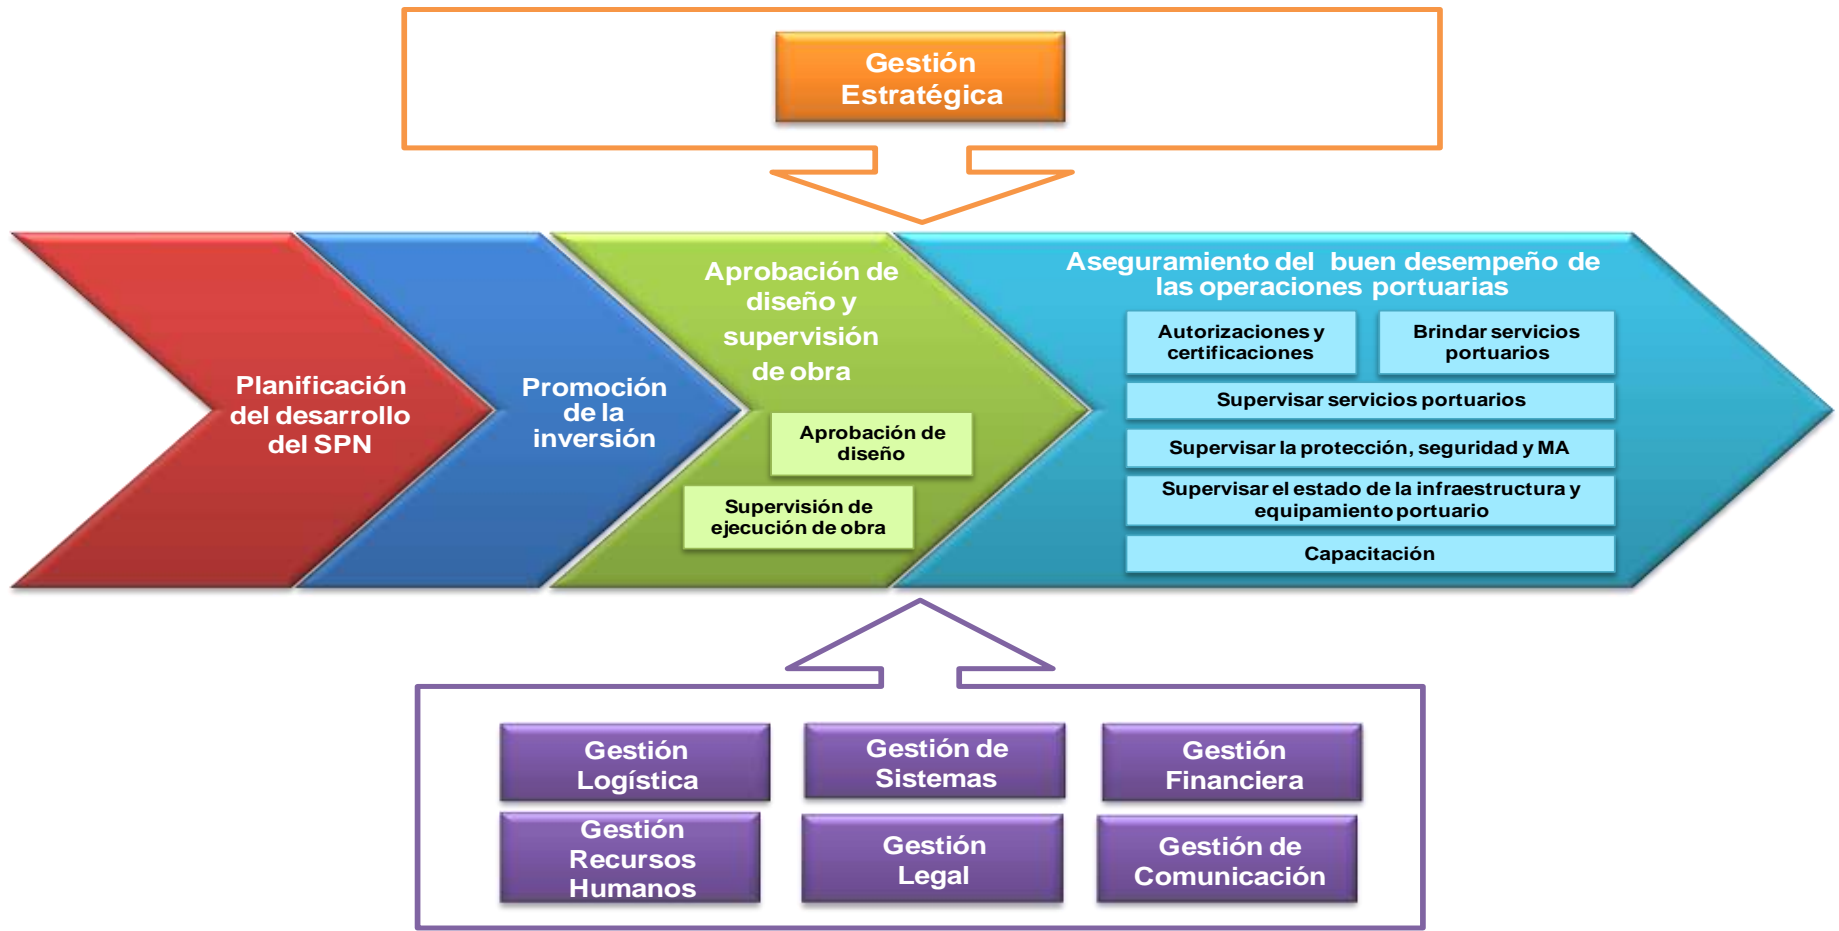 Gestión
Estratégica
Planificación
del desarrollo
del SPN
Promoción
de la
inversión
Aprobación de
diseño y
supervisión
de obra
Aprobación de
diseño
Supervisión de
ejecución de obra
Aseguramiento del buen desempeño de
las operaciones portuarias
Autorizaciones y
certificaciones
Brindar servicios
portuarios
Supervisar servicios portuarios
Supervisar la protección, seguridad y MA
Supervisar el estado de la infraestructura y
equipamiento portuario
Capacitación
Gestión
Logística
Gestión de
Sistemas
Gestión
Financiera
Gestión
Recursos
Humanos
Gestión
Legal
Gestión de
Comunicación